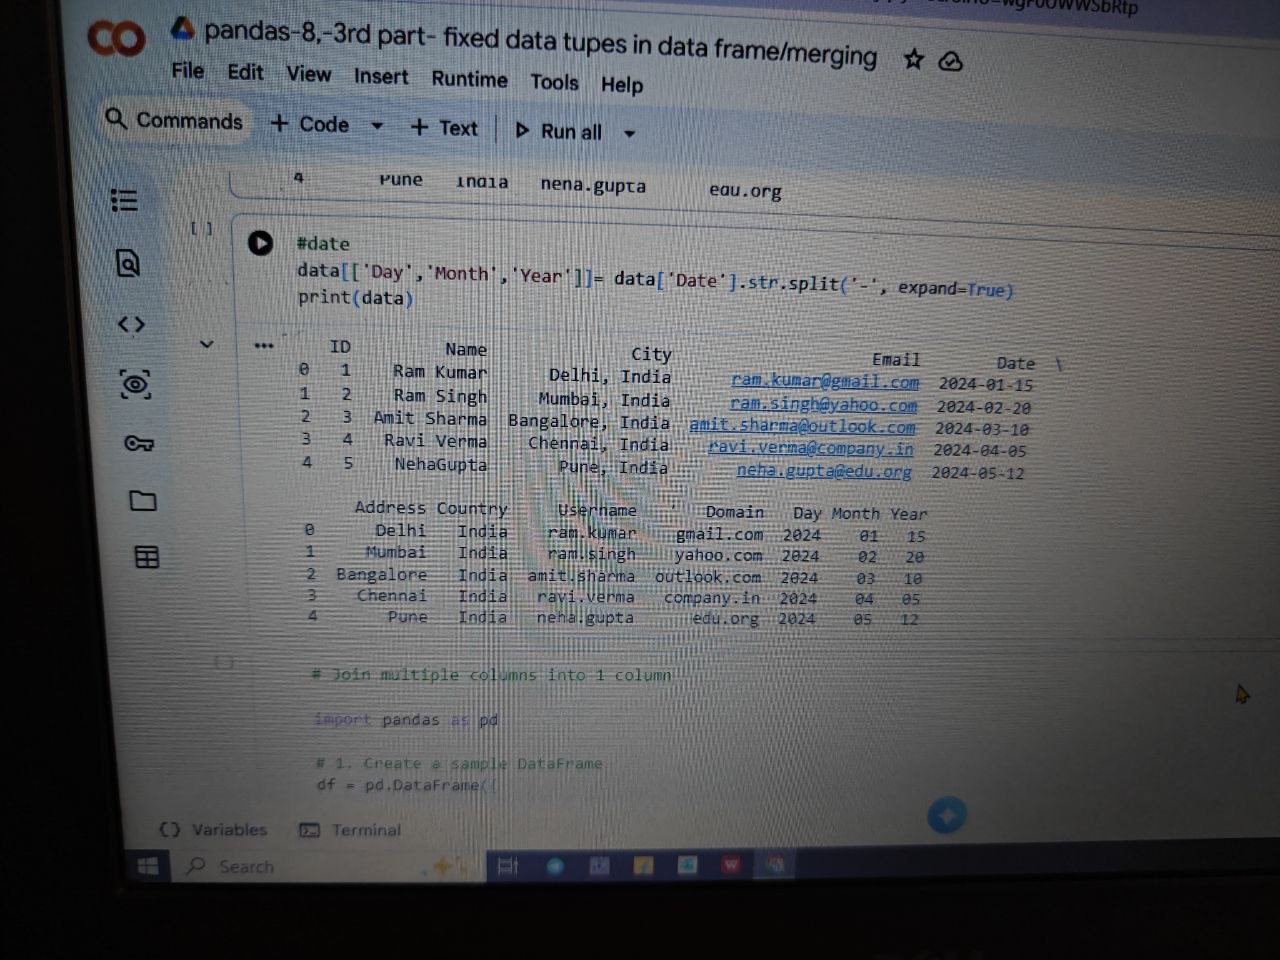 pandas-8,-3rd part- fixed data tupes in data frame/merging
File Edit View Insert Runtime Tools Help
Commands + Code + Text Run all
4 Pune India nena.gupta edu.org
[ ]
#date
data[['Day','Month','Year']]= data['Date'].str.split('-', expand=True)
print(data)
ID Name City Email Date \
0 1 Ram Kumar Delhi, India ram.kumar@gmail.com 2024-01-15
1 2 Ram Singh Mumbai, India ram.singh@yahoo.com 2024-02-20
2 3 Amit Sharma Bangalore, India amit.sharma@outlook.com 2024-03-10
3 4 Ravi Verma Chennai, India ravi.verma@company.in 2024-04-05
4 5 NehaGupta Pune, India neha.gupta@edu.org 2024-05-12
Address Country Username Domain Day Month Year
0 Delhi India ram.kumar gmail.com 2024 01 15
1 Mumbai India ram.singh yahoo.com 2024 02 20
2 Bangalore India amit.sharma outlook.com 2024 03 10
3 Chennai India ravi.verma company.in 2024 04 05
4 Pune India neha.gupta edu.org 2024 05 12
[ ]
# Join multiple columns into 1 column
import pandas as pd
# 1. Create a sample DataFrame
df = pd.DataFrame({
{} Variables Terminal
Search